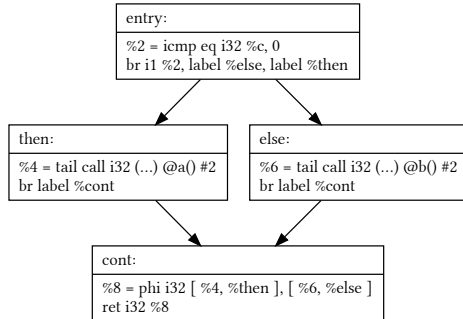 entry:
%2 = icmp eq i32 %c, 0
br i1 %2, label %else, label %then
then:
%4 = tail call i32 (...) @a() #2
br label %cont
else:
%6 = tail call i32 (...) @b() #2
br label %cont
cont:
%8 = phi i32 [ %4, %then ], [ %6, %else ]
ret i32 %8